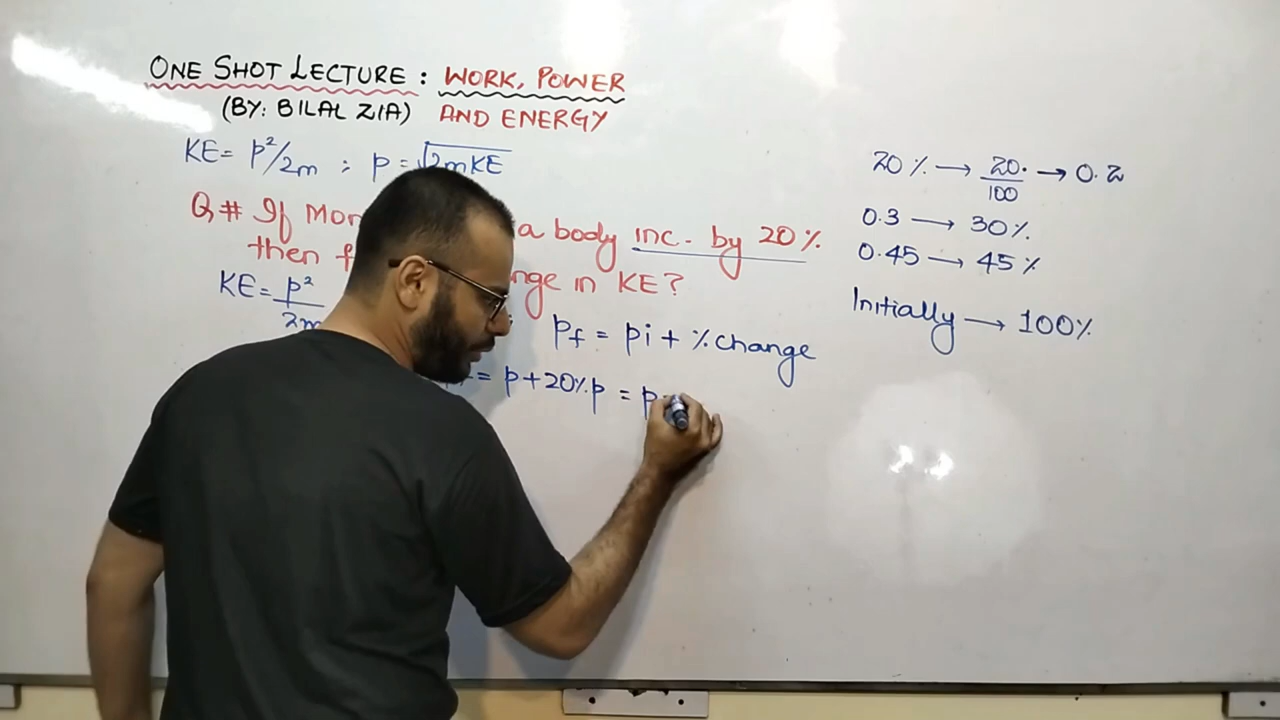 ONE SHOT LECTURE : WORK, POWER
(BY: BILAL ZIA) AND ENERGY
KE = p²/2m ; p = √2mKE
Q# If Mom a body inc. by 20%
then f nge in KE?
KE = p²/2m
Pf = Pi + % change
= p + 20% p = p
20% → 20/100 → 0.2
0.3 → 30%
0.45 → 45%
Initially → 100%